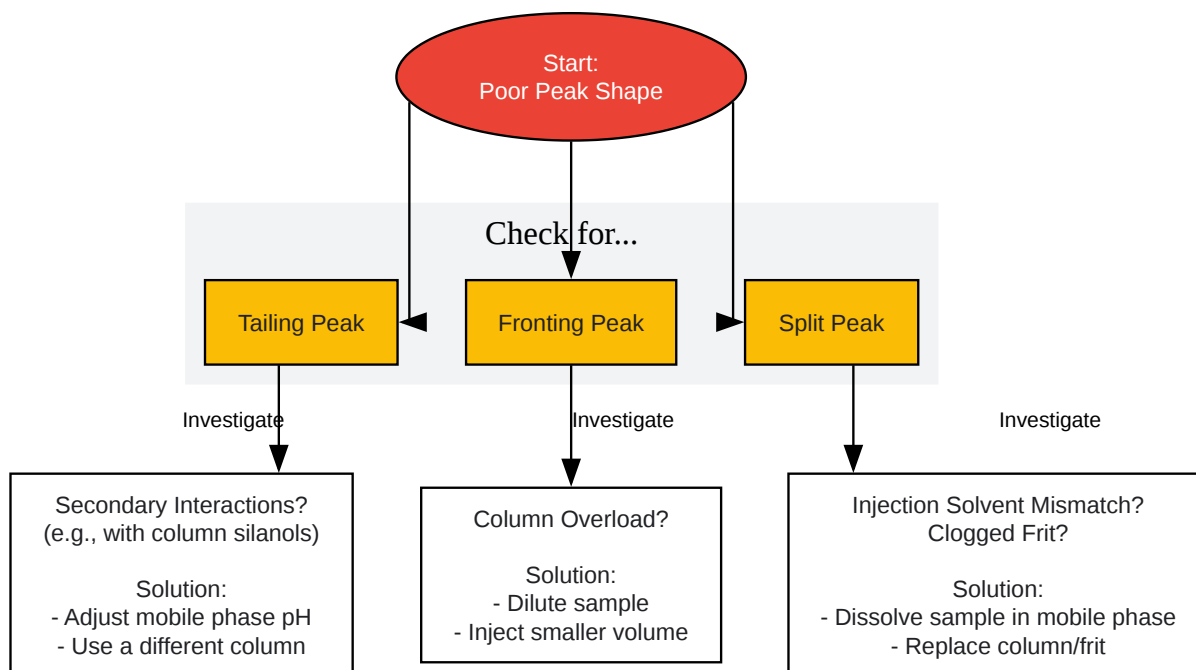 Start:
Poor Peak Shape
Check for...
Tailing Peak
Fronting Peak
Split Peak
Investigate
Investigate
Investigate
Secondary Interactions?
(e.g., with column silanols)
Solution:
- Adjust mobile phase pH
- Use a different column
Column Overload?
Solution:
- Dilute sample
- Inject smaller volume
Injection Solvent Mismatch?
Clogged Frit?
Solution:
- Dissolve sample in mobile phase
- Replace column/frit